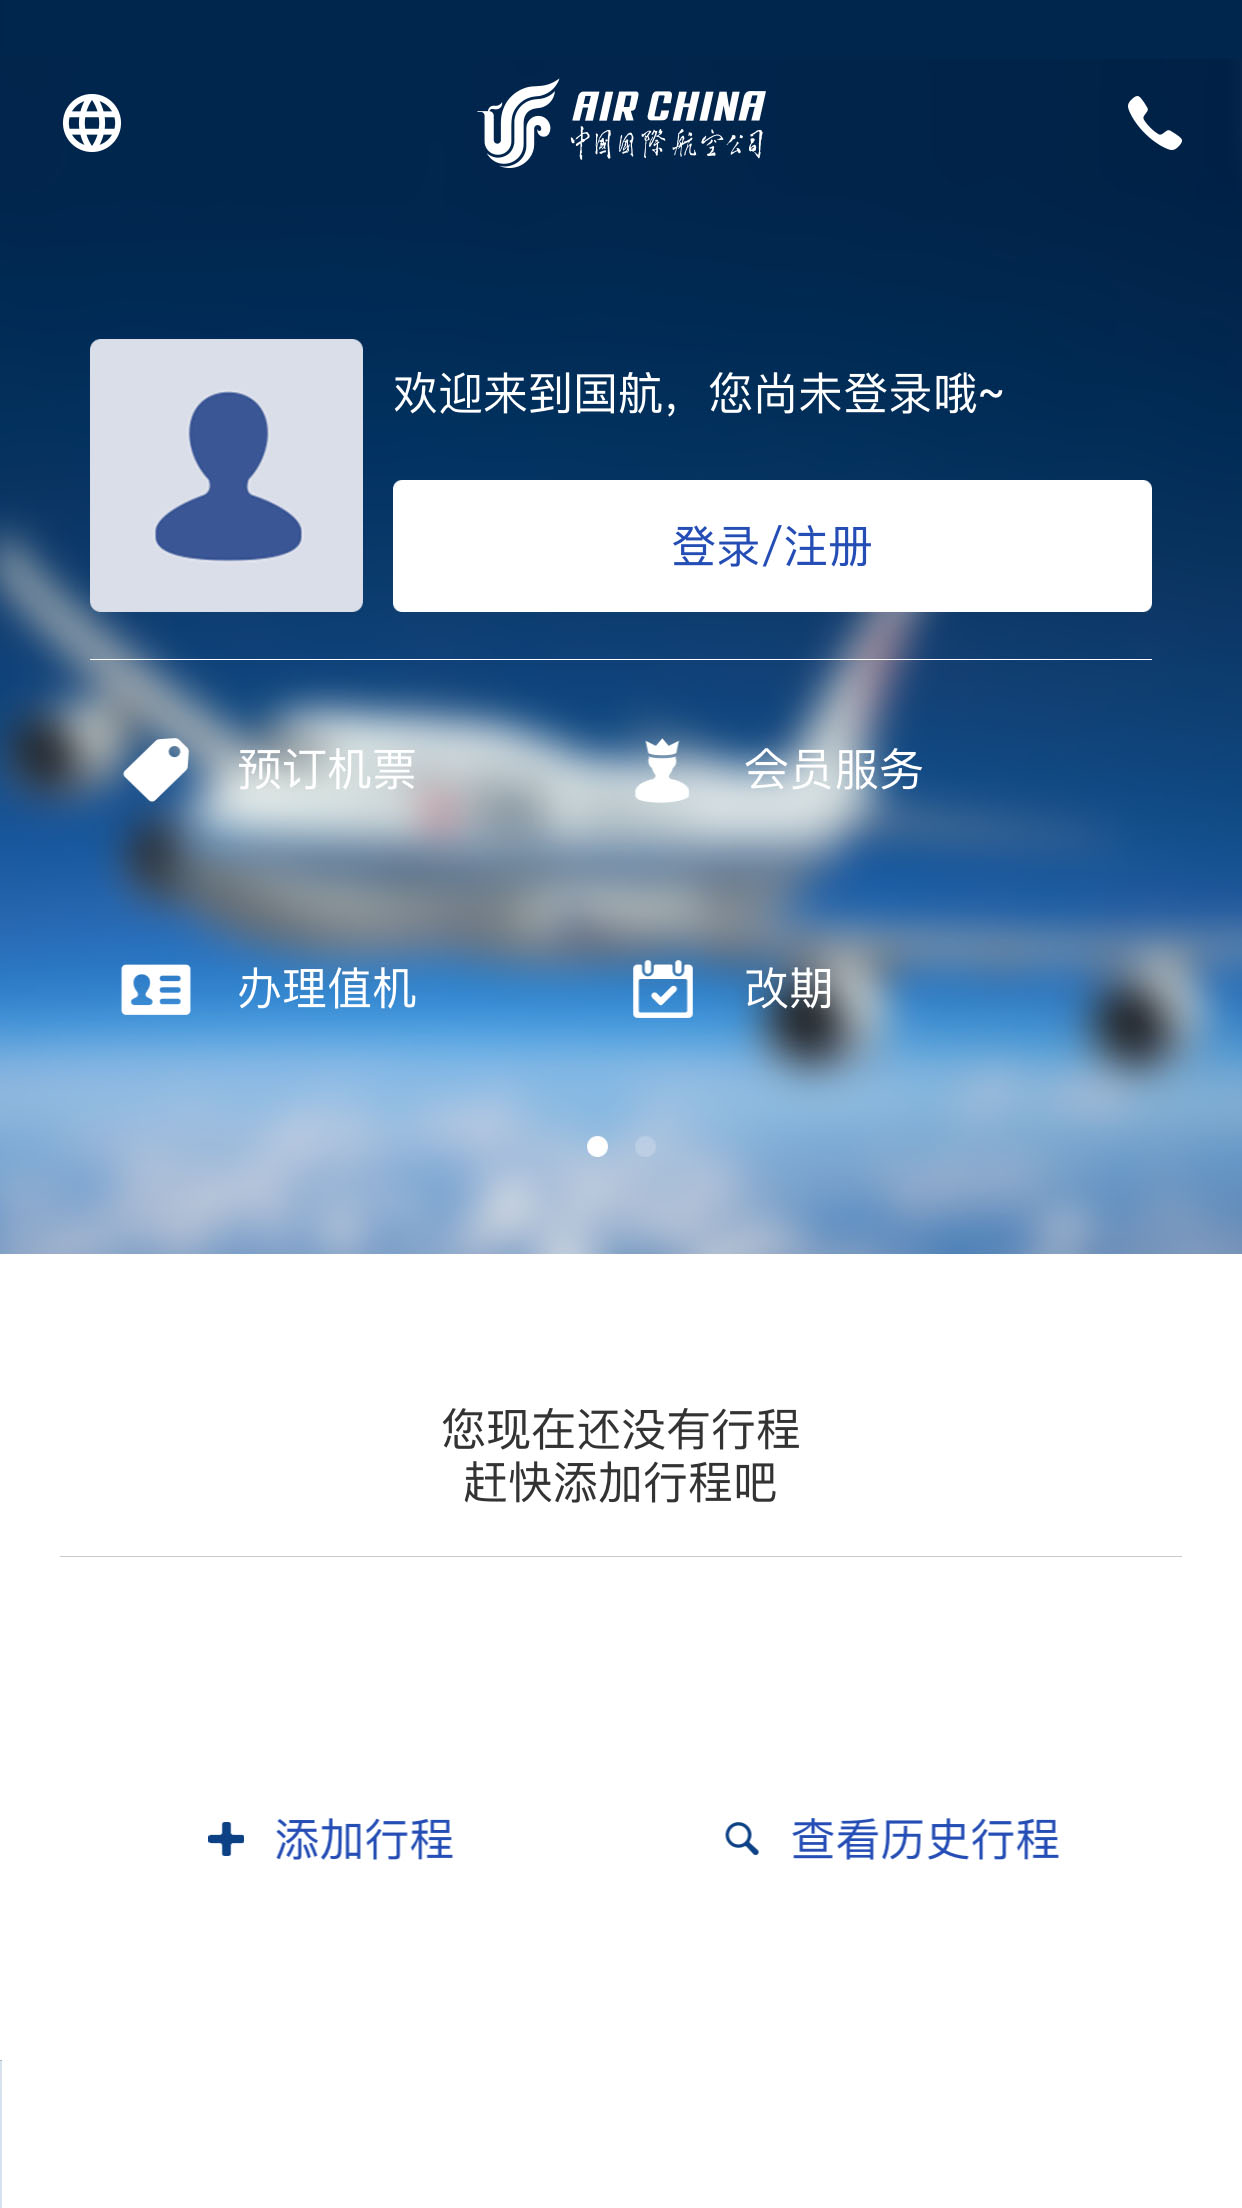 AIR CHINA
中國國際航空公司
欢迎来到国航，您尚未登录哦~
登录/注册
预订机票
会员服务
办理值机
改期
您现在还没有行程
赶快添加行程吧
添加行程
查看历史行程